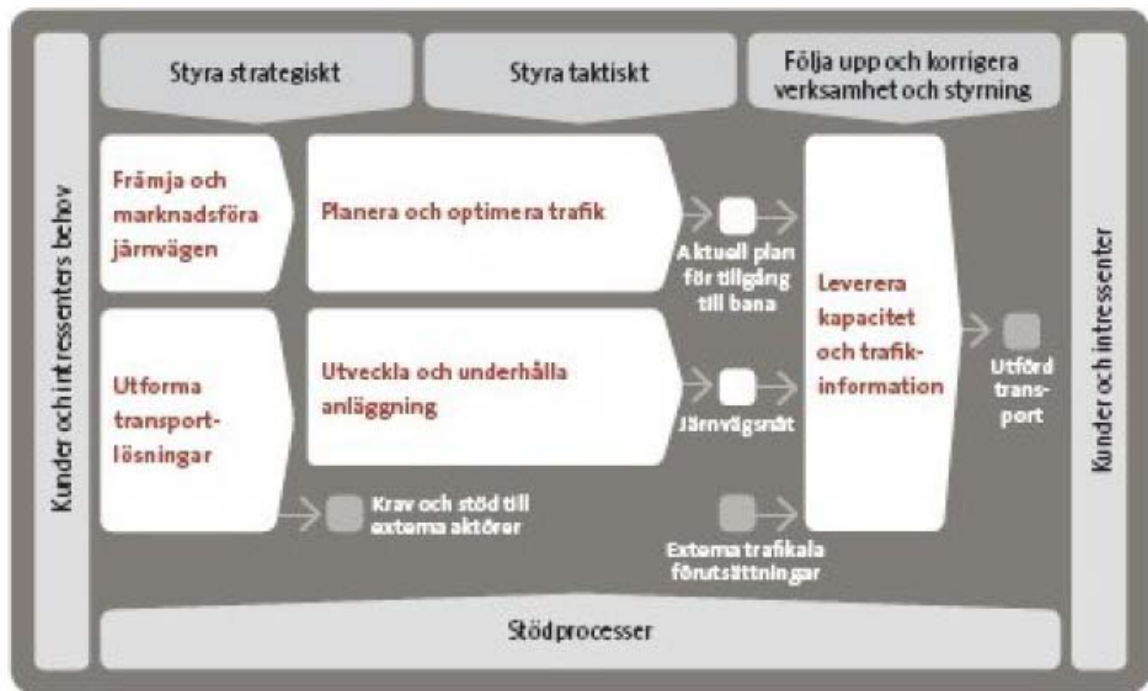 Kunder och intressenters behov
Styra strategiskt
Styra taktiskt
Följa upp och korrigera
verksamhet och styrning
Främja och
marknadsföra
järnvägen
Planera och optimera trafik
Aktuell plan
för tillgång
till bana
Utforma
transport-
lösningar
Utveckla och underhålla
anläggning
Järnvägsnät
Krav och stöd till
externa aktörer
Externa trafikala
förutsättningar
Leverera
kapacitet
och trafik-
information
Utförd
trans-
port
Kunder och intressenter
Stödprocesser